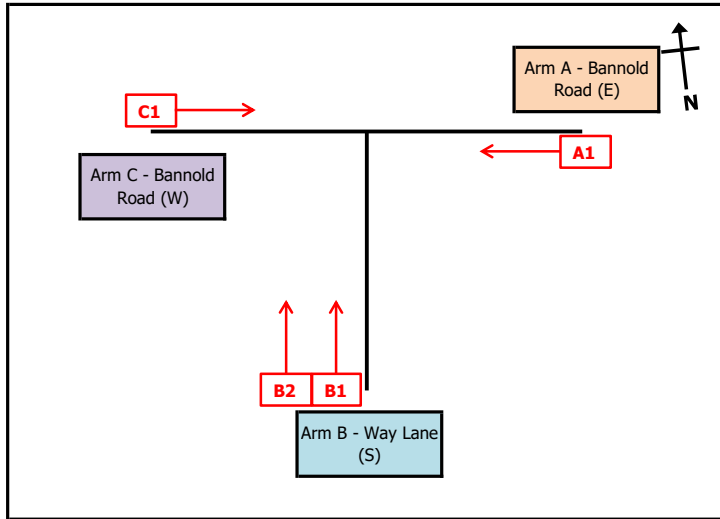 Arm A - Bannold
Road (E)
N
C1
A1
Arm C - Bannold
Road (W)
B2
B1
Arm B - Way Lane
(S)